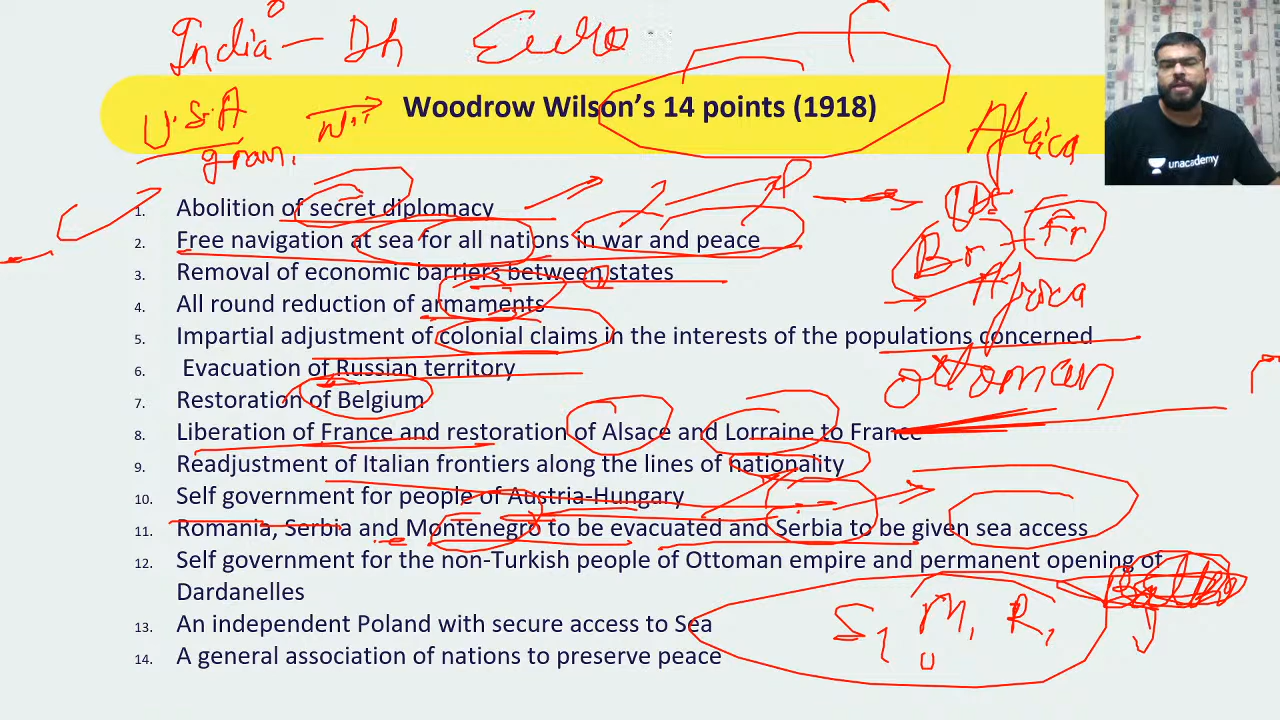 India - Dh Euro
U.S.A
Woodrow Wilson's 14 points (1918)
Africa
unacademy
1. Abolition of secret diplomacy
2. Free navigation at sea for all nations in war and peace
Br - Fr
3. Removal of economic barriers between states
Africa
4. All round reduction of armaments
5. Impartial adjustment of colonial claims in the interests of the populations concerned
6. Evacuation of Russian territory
ottoman
7. Restoration of Belgium
8. Liberation of France and restoration of Alsace and Lorraine to France
9. Readjustment of Italian frontiers along the lines of nationality
10. Self government for people of Austria-Hungary
11. Romania, Serbia and Montenegro to be evacuated and Serbia to be given sea access
12. Self government for the non-Turkish people of Ottoman empire and permanent opening of
Dardanelles
S, M, R,
13. An independent Poland with secure access to Sea
14. A general association of nations to preserve peace